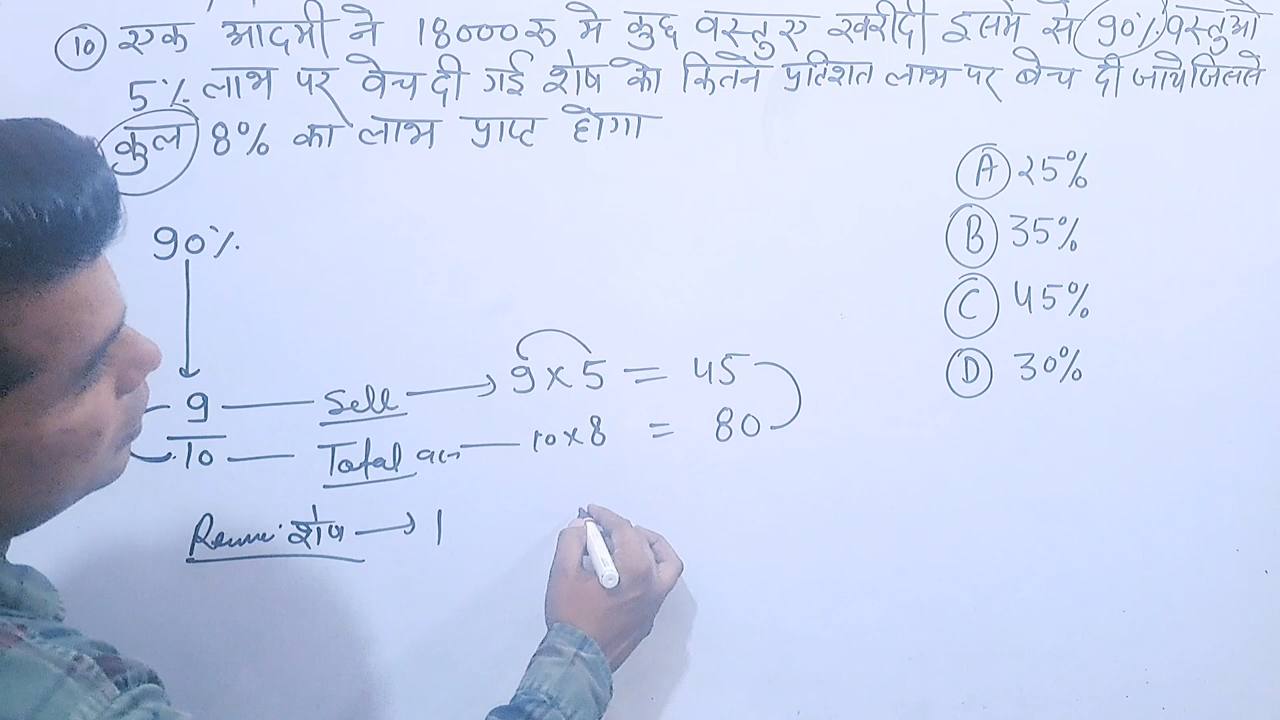 10 एक आदमी ने 18000रु मे कुछ वस्तुए खरीदी इसमें से 90% वस्तुओ
5% लाभ पर बेच दी गई शेष को कितने प्रतिशत लाभ पर बेच दी जाये जिससे
कुल 8% का लाभ प्राप्त होगा
A 25%
B 35%
C 45%
D 30%
90%
9 Sell 9 x 5 = 45
10 Total 10 x 8 = 80
शेष 1